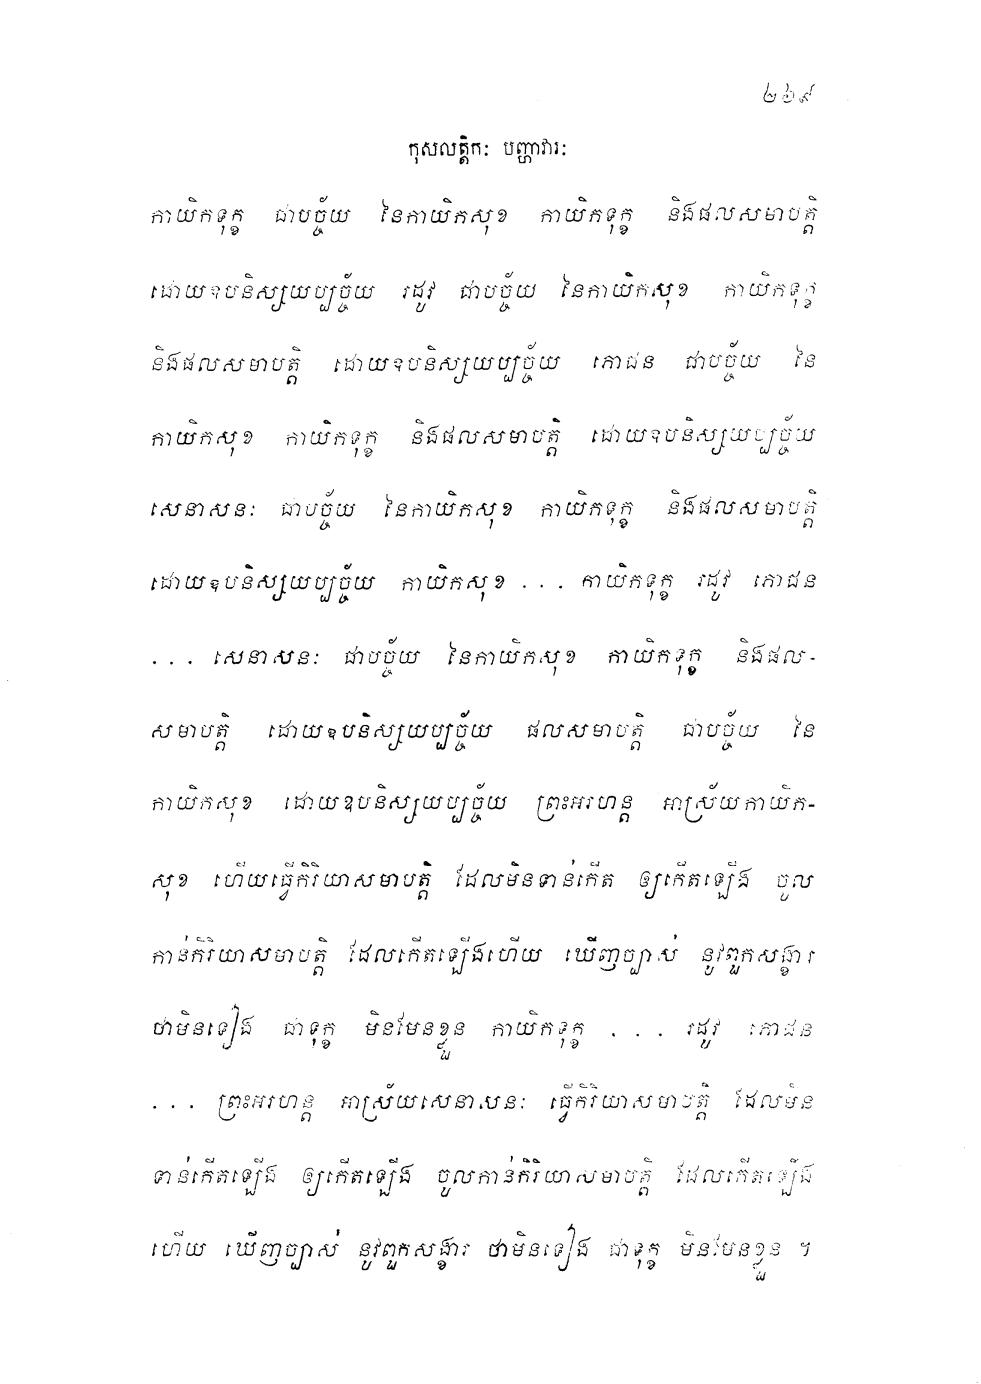 ២៦៩
កុសលត្តិកៈ បញ្ហាវារៈ
កាយិកទុក្ខ ជាបច្ច័យ នៃកាយិកសុខ កាយិកទុក្ខ និងផលសមាបត្តិ
ដោយឧបនិស្សយប្បច្ច័យ រដូវ ជាបច្ច័យ នៃកាយិកសុខ កាយិកទុក្ខ
និងផលសមាបត្តិ ដោយឧបនិស្សយប្បច្ច័យ ភោជន ជាបច្ច័យ នៃ
កាយិកសុខ កាយិកទុក្ខ និងផលសមាបត្តិ ដោយឧបនិស្សយប្បច្ច័យ
សេនាសនៈ ជាបច្ច័យ នៃកាយិកសុខ កាយិកទុក្ខ និងផលសមាបត្តិ
ដោយឧបនិស្សយប្បច្ច័យ កាយិកសុខ ... កាយិកទុក្ខ រដូវ ភោជន
... សេនាសនៈ ជាបច្ច័យ នៃកាយិកសុខ កាយិកទុក្ខ និងផល-
សមាបត្តិ ដោយឧបនិស្សយប្បច្ច័យ ផលសមាបត្តិ ជាបច្ច័យ នៃ
កាយិកសុខ ដោយឧបនិស្សយប្បច្ច័យ ព្រះអរហន្ត អាស្រ័យកាយិក-
សុខ ហើយធ្វើកិរិយាសមាបត្តិ ដែលមិនទាន់កើត ឲ្យកើតឡើង ចូល
កាន់កិរិយាសមាបត្តិ ដែលកើតឡើងហើយ ឃើញច្បាស់ នូវពួកសង្ខារ
ថាមិនទៀង ជាទុក្ខ មិនមែនខ្លួន កាយិកទុក្ខ ... រដូវ ភោជន
... ព្រះអរហន្ត អាស្រ័យសេនាសនៈ ធ្វើកិរិយាសមាបត្តិ ដែលមិន
ទាន់កើតឡើង ឲ្យកើតឡើង ចូលកាន់កិរិយាសមាបត្តិ ដែលកើតឡើង
ហើយ ឃើញច្បាស់ នូវពួកសង្ខារ ថាមិនទៀង ជាទុក្ខ មិនមែនខ្លួន ។